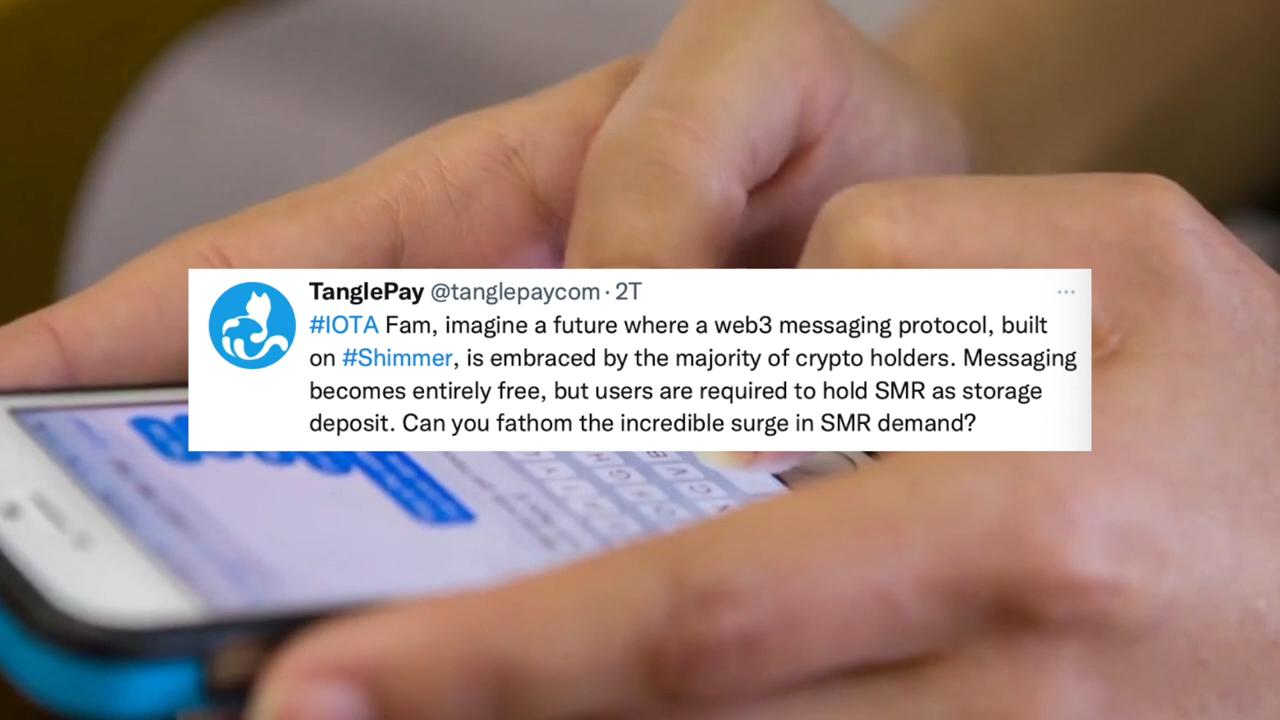 TanglePay @tanglepaycom · 2T
#IOTA Fam, imagine a future where a web3 messaging protocol, built
on #Shimmer, is embraced by the majority of crypto holders. Messaging
becomes entirely free, but users are required to hold SMR as storage
deposit. Can you fathom the incredible surge in SMR demand?